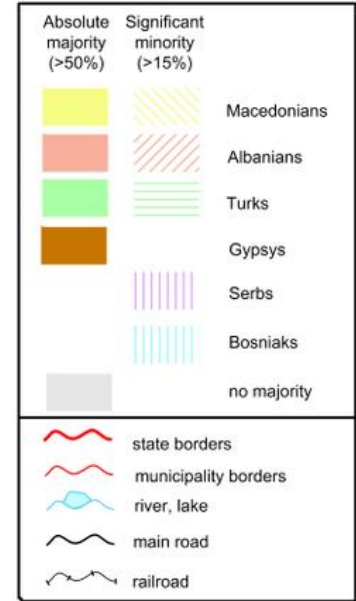 Absolute majority (>50%)
Significant minority (>15%)
Macedonians
Albanians
Turks
Gypsys
Serbs
Bosniaks
no majority
state borders
municipality borders
river, lake
main road
railroad